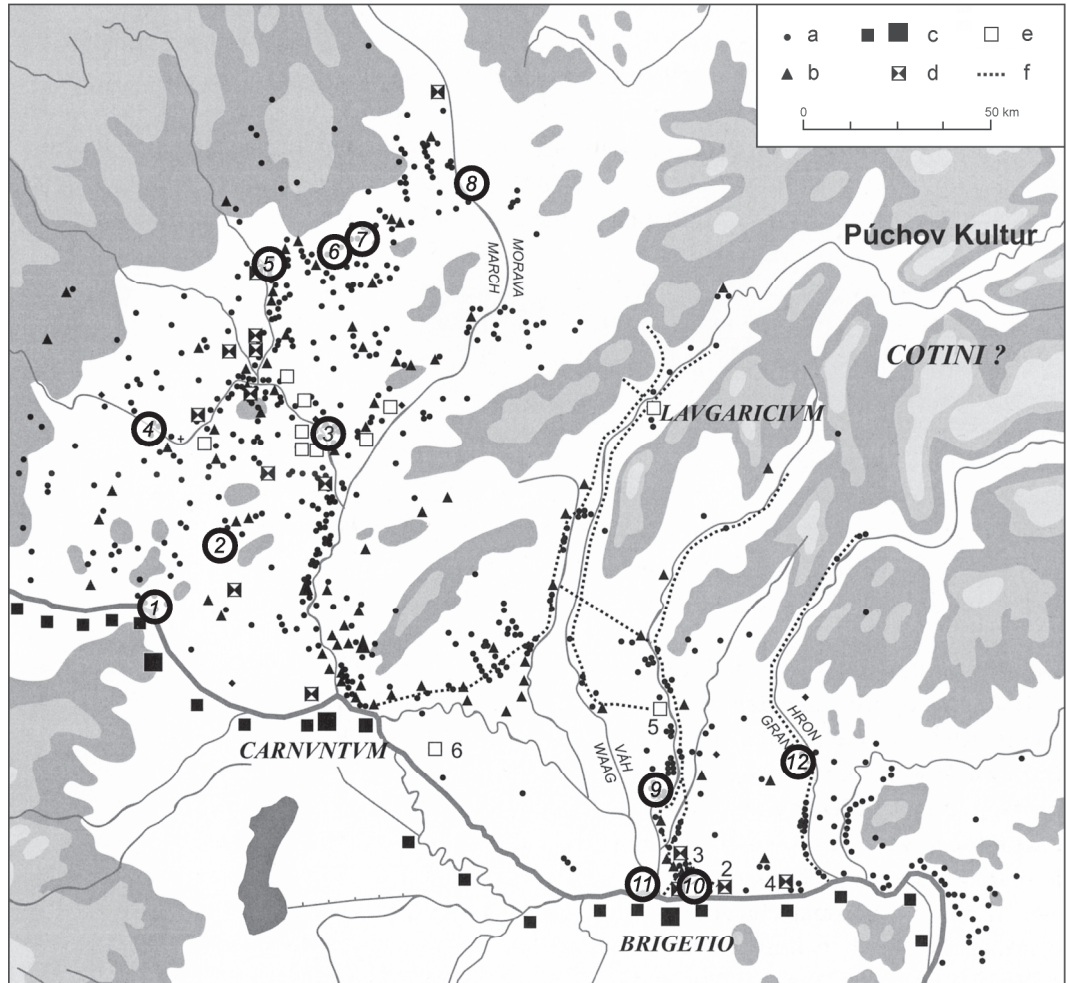 a c e
b d f
0 50 km
8
Púchov Kultur
7
6
5
MORAVA
MARCH
COTINI ?
LAVGARICIVM
4
3
2
1
5
HRON
GRAN
CARNVNTVM
6
VÁH
WAAG
12
9
3
2
4
11
10
BRIGETIO